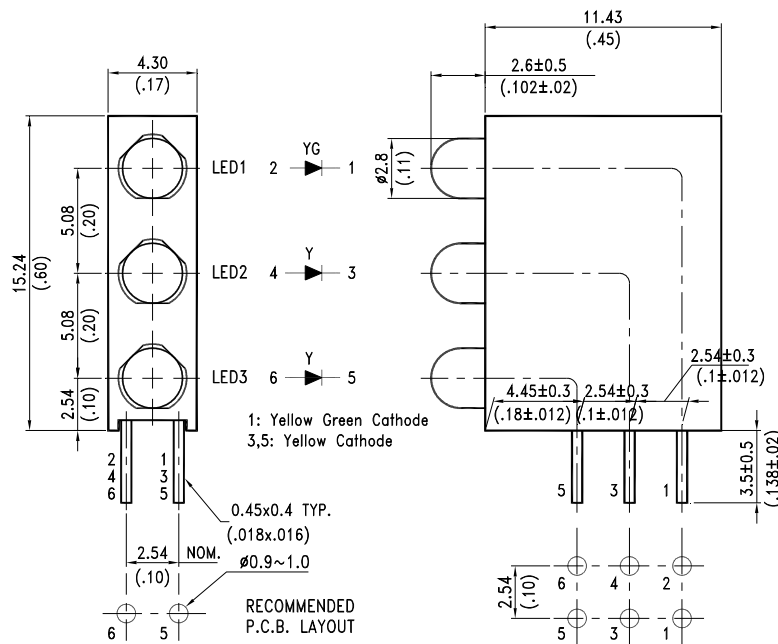 11.43
(.45)
4.30
(.17)
2.6±0.5
(.102±.02)
ø2.8
(.11)
15.24
(.60)
5.08
(.20)
5.08
(.20)
2.54
(.10)
LED1 2 YG 1
LED2 4 Y 3
LED3 6 Y 5
1: Yellow Green Cathode
3,5: Yellow Cathode
2.54±0.3
(.1±.012)
4.45±0.3
(.18±.012)
2.54±0.3
(.1±.012)
3.5±0.5
(.138±.02)
2 1
4 3
6 5
5 3 1
0.45x0.4 TYP.
(.018x.016)
2.54 NOM.
(.10)
ø0.9~1.0
6 5
RECOMMENDED
P.C.B. LAYOUT
2.54
(.10)
6 4 2
5 3 1